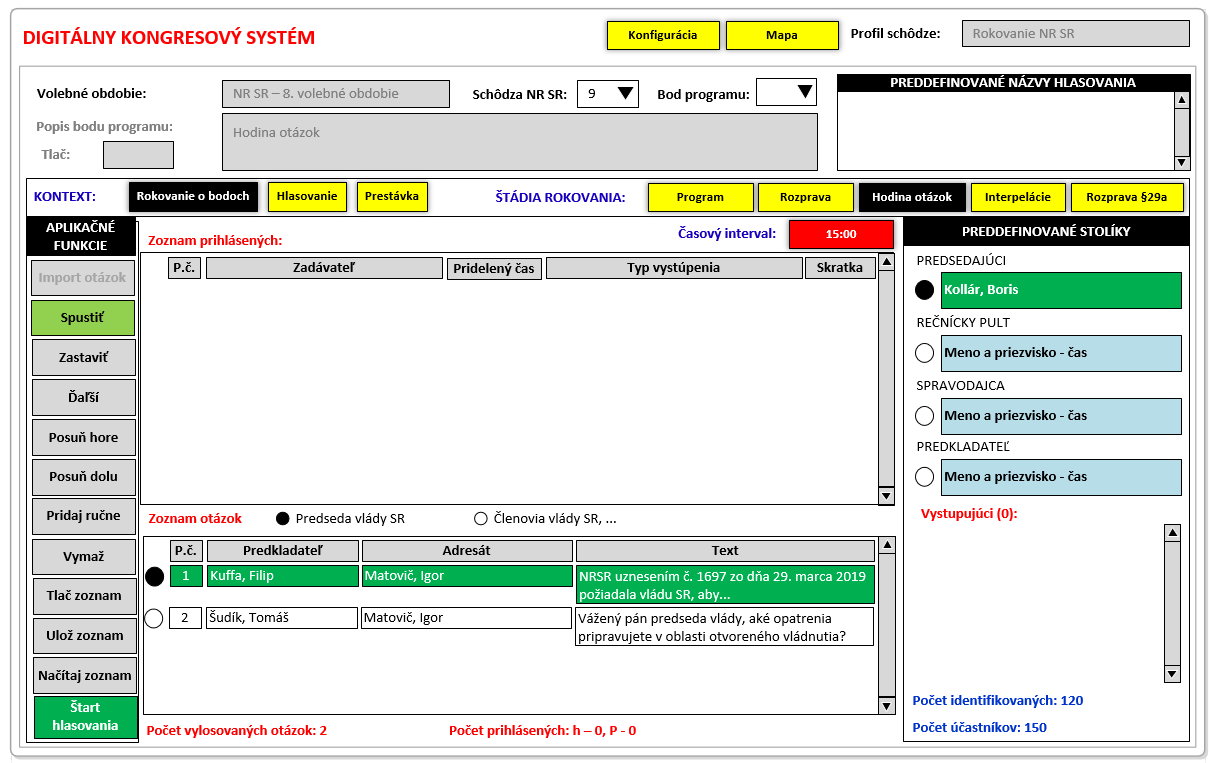 DIGITÁLNY KONGRESOVÝ SYSTÉM
Konfigurácia
Mapa
Profil schôdze:
Rokovanie NR SR
Volebné obdobie:
NR SR – 8. volebné obdobie
Schôdza NR SR:
9
Bod programu:
PREDDEFINOVANÉ NÁZVY HLASOVANIA
Popis bodu programu:
Hodina otázok
Tlač:
KONTEXT:
Rokovanie o bodoch
Hlasovanie
Prestávka
ŠTÁDIA ROKOVANIA:
Program
Rozprava
Hodina otázok
Interpelácie
Rozprava §29a
APLIKAČNÉ
FUNKCIE
Import otázok
Spustiť
Zastaviť
Ďaľší
Posuň hore
Posuň dolu
Pridaj ručne
Vymaž
Tlač zoznam
Ulož zoznam
Načítaj zoznam
Štart
hlasovania
Zoznam prihlásených:
Časový interval:
15:00
P.č.
Zadávateľ
Pridelený čas
Typ vystúpenia
Skratka
Zoznam otázok
Predseda vlády SR
Členovia vlády SR, ...
P.č.
Predkladateľ
Adresát
Text
1
Kuffa, Filip
Matovič, Igor
NRSR uznesením č. 1697 zo dňa 29. marca 2019
požiadala vládu SR, aby...
2
Šudík, Tomáš
Matovič, Igor
Vážený pán predseda vlády, aké opatrenia
pripravujete v oblasti otvoreného vládnutia?
Počet vylosovaných otázok: 2
Počet prihlásených: h – 0, P - 0
PREDDEFINOVANÉ STOLÍKY
PREDSEDAJÚCI
Kollár, Boris
REČNÍCKY PULT
Meno a priezvisko - čas
SPRAVODAJCA
Meno a priezvisko - čas
PREDKLADATEĽ
Meno a priezvisko - čas
Vystupujúci (0):
Počet identifikovaných: 120
Počet účastníkov: 150